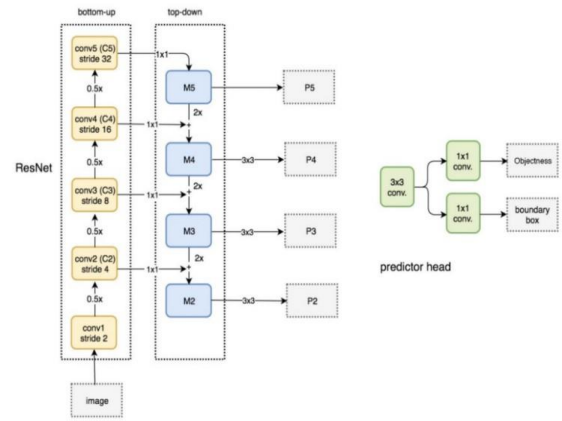 bottom-up
top-down
conv5 (C5)
stride 32
1x1
M5
P5
0.5x
2x
conv4 (C4)
stride 16
1x1
+
M4
3x3
P4
ResNet
0.5x
2x
conv3 (C3)
stride 8
1x1
+
M3
3x3
P3
0.5x
2x
conv2 (C2)
stride 4
1x1
+
M2
3x3
P2
0.5x
conv1
stride 2
image
3x3
conv.
1x1
conv.
Objectness
1x1
conv.
boundary
box
predictor head